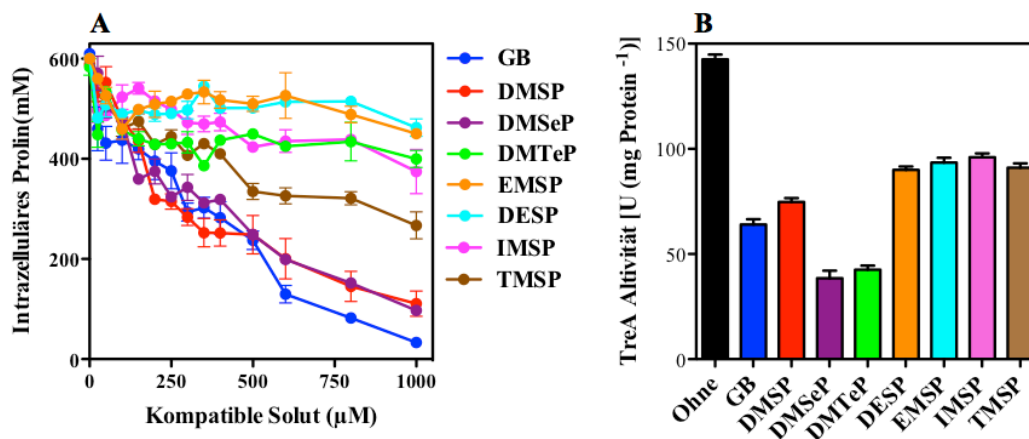 A
Intrazelluläres Prolin(mM)
600
400
200
0
0
250
500
750
1000
Kompatible Solut (µM)
GB
DMSP
DMSeP
DMTeP
EMSP
DESP
IMSP
TMSP
B
TreA Altivität [U (mg Protein -1)]
150
100
50
0
Ohne
GB
DMSP
DMSeP
DMTeP
DESP
EMSP
IMSP
TMSP